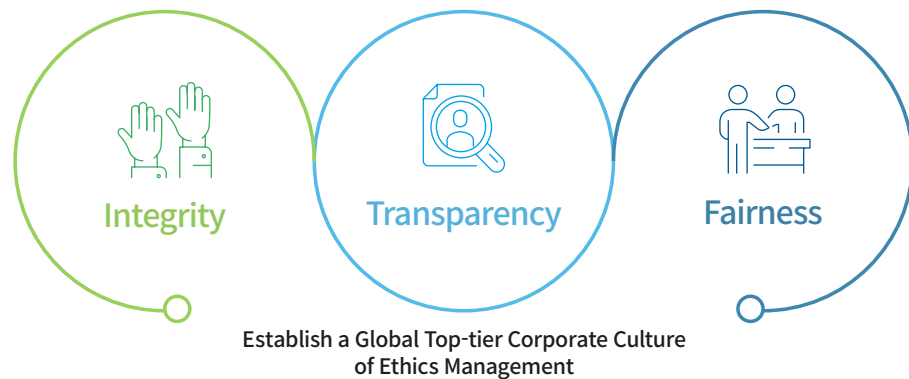 Integrity
Transparency
Fairness
Establish a Global Top-tier Corporate Culture
of Ethics Management